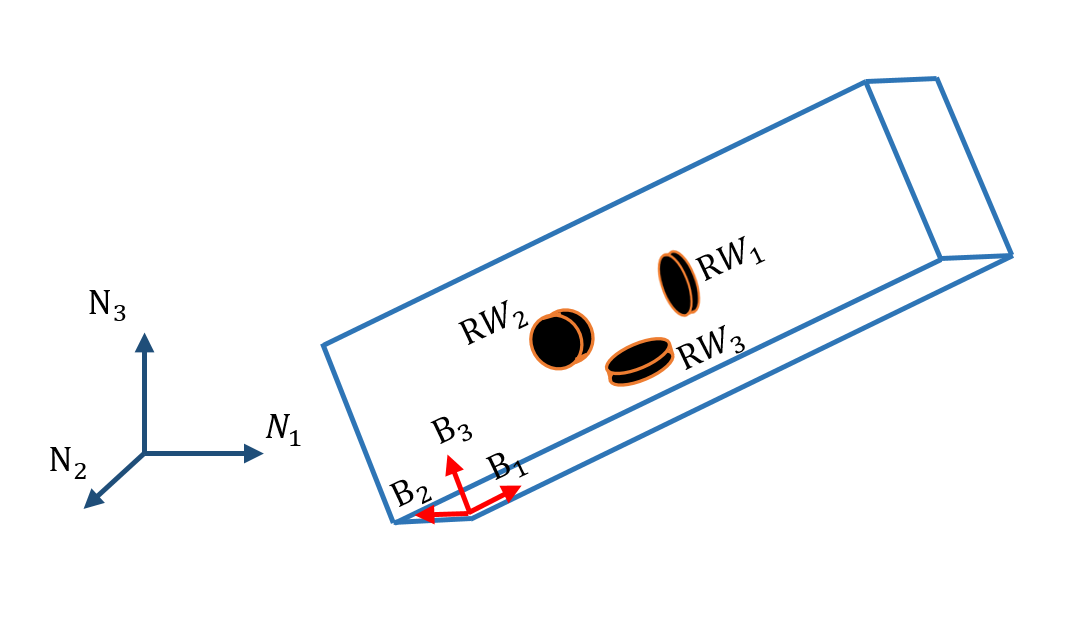 N₃
N₁
N₂
RW₁
RW₂
RW₃
B₃
B₁
B₂